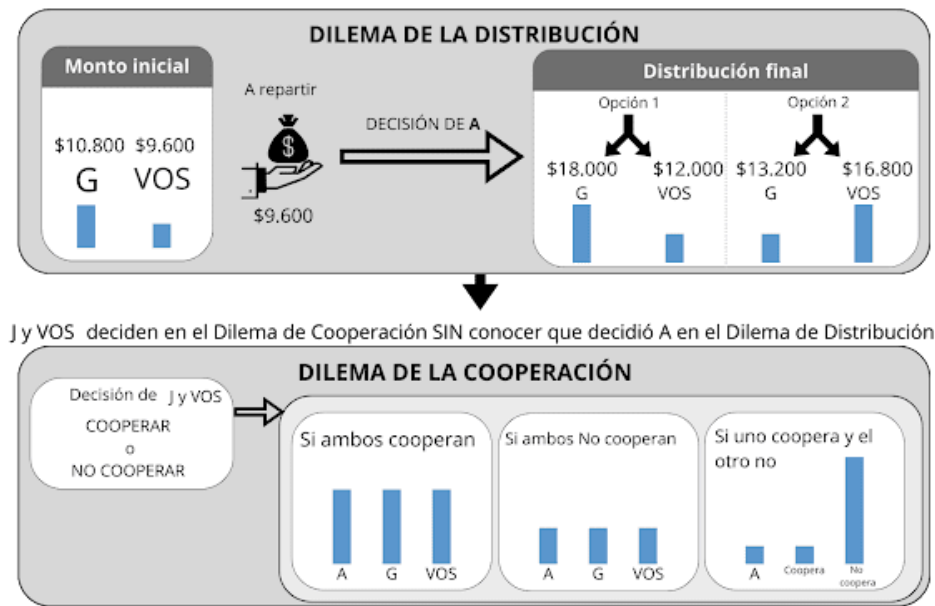 DILEMA DE LA DISTRIBUCIÓN
Monto inicial
$10.800 $9.600
G VOS
A repartir
$
$9.600
DECISIÓN DE A
Distribución final
Opción 1
Opción 2
$18.000 $12.000 $13.200 $16.800
G VOS G VOS
J y VOS deciden en el Dilema de Cooperación SIN conocer que decidió A en el Dilema de Distribución
DILEMA DE LA COOPERACIÓN
Decisión de J y VOS
COOPERAR
o
NO COOPERAR
Si ambos cooperan
A G VOS
Si ambos No cooperan
A G VOS
Si uno coopera y el
otro no
A Coopera No
coopera